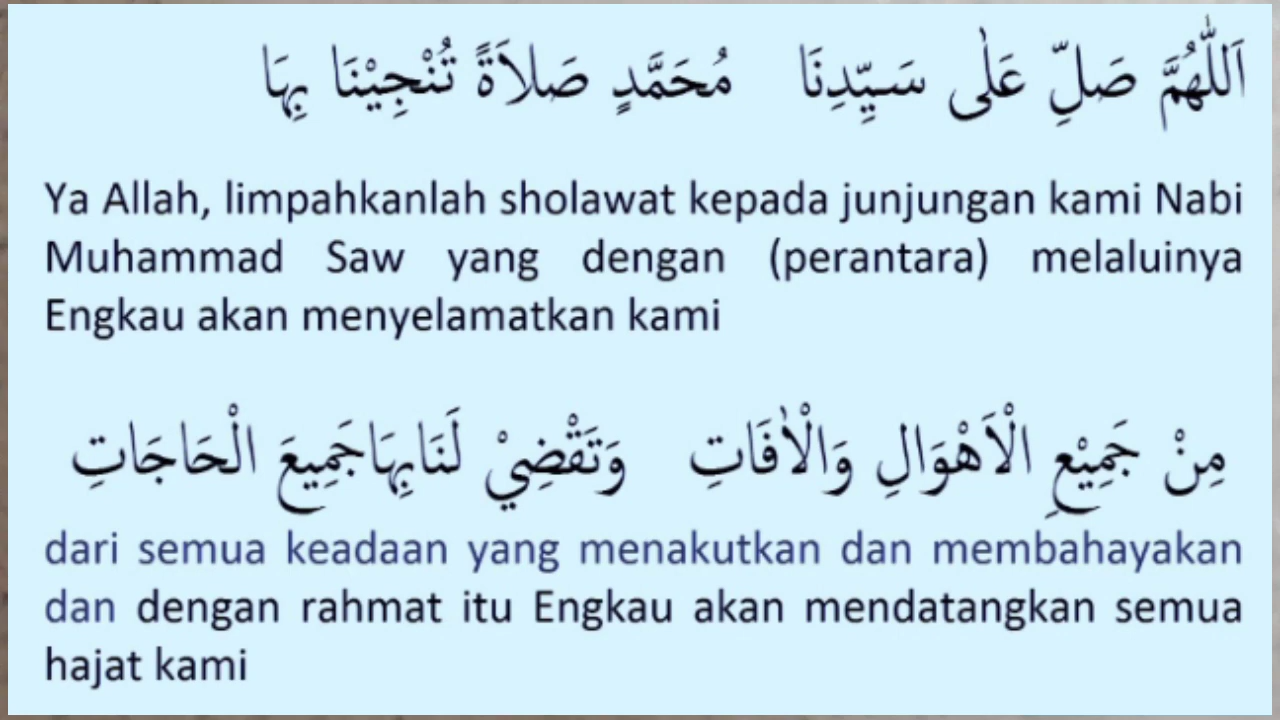 اَللّٰهُمَّ صَلِّ عَلٰى سَيِّدِنَا مُحَمَّدٍ صَلاَةً تُنْجِيْنَا بِهَا
Ya Allah, limpahkanlah sholawat kepada junjungan kami Nabi
Muhammad Saw yang dengan (perantara) melaluinya
Engkau akan menyelamatkan kami
مِنْ جَمِيْعِ الْاَهْوَالِ وَالْاٰفَاتِ وَتَقْضِيْ لَنَابِهَاجَمِيعَ الْحَاجَاتِ
dari semua keadaan yang menakutkan dan membahayakan
dan dengan rahmat itu Engkau akan mendatangkan semua
hajat kami